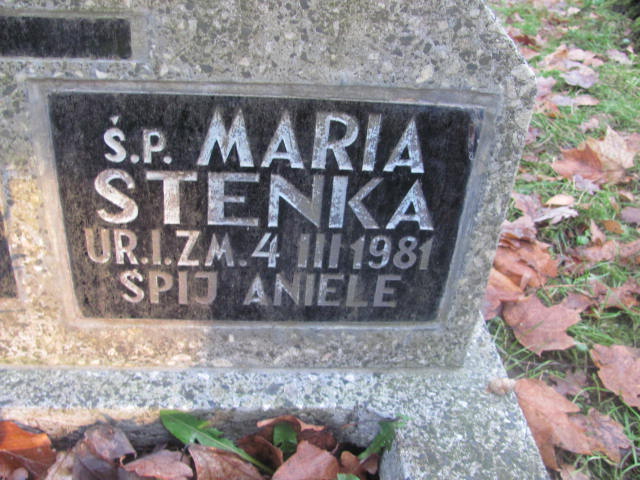 Ś.P. MARIA
STENKA
UR.I.ZM.4 III 1981
ŚPIJ ANIELE